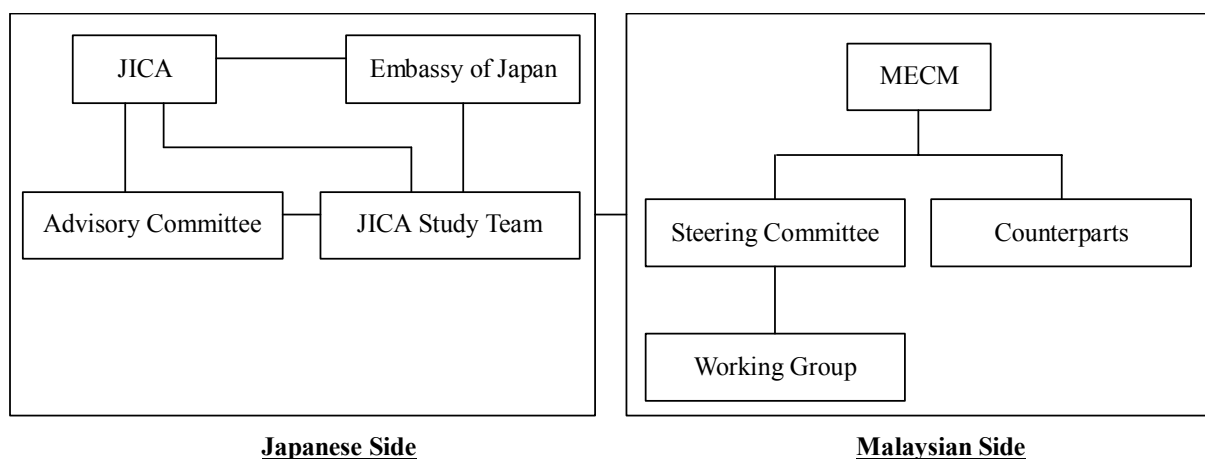 JICA
Embassy of Japan
MECM
Advisory Committee
JICA Study Team
Steering Committee
Counterparts
Working Group
Japanese Side
Malaysian Side